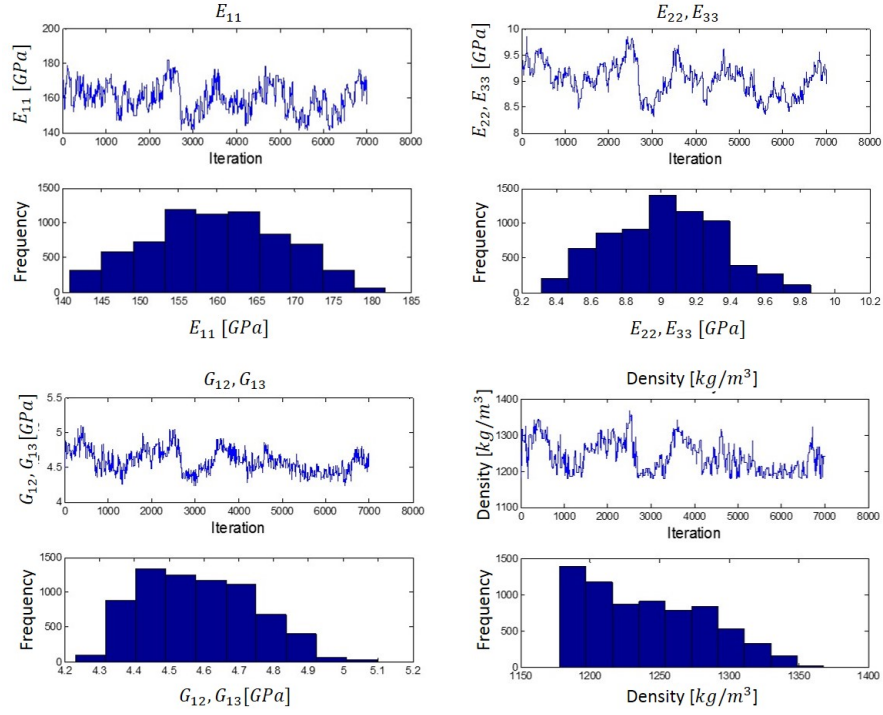 E₁₁
E₁₁ [GPa]
200
180
160
140
0 1000 2000 3000 4000 5000 6000 7000 8000
Iteration
Frequency
1500
1000
500
0
140 145 150 155 160 165 170 175 180 185
E₁₁ [GPa]
E₂₂, E₃₃
E₂₂, E₃₃ [GPa]
10
9.5
9
8.5
8
0 1000 2000 3000 4000 5000 6000 7000 8000
Iteration
Frequency
1500
1000
500
0
8.2 8.4 8.6 8.8 9 9.2 9.4 9.6 9.8 10 10.2
E₂₂, E₃₃ [GPa]
G₁₂, G₁₃
G₁₂, G₁₃[GPa]
5.5
5
4.5
4
0 1000 2000 3000 4000 5000 6000 7000 8000
Iteration
Frequency
1500
1000
500
0
4.2 4.3 4.4 4.5 4.6 4.7 4.8 4.9 5 5.1 5.2
G₁₂, G₁₃[GPa]
Density [kg/m³]
Density [kg/m³]
1400
1300
1200
1100
0 1000 2000 3000 4000 5000 6000 7000 8000
Iteration
Frequency
1500
1000
500
0
1150 1200 1250 1300 1350 1400
Density [kg/m³]